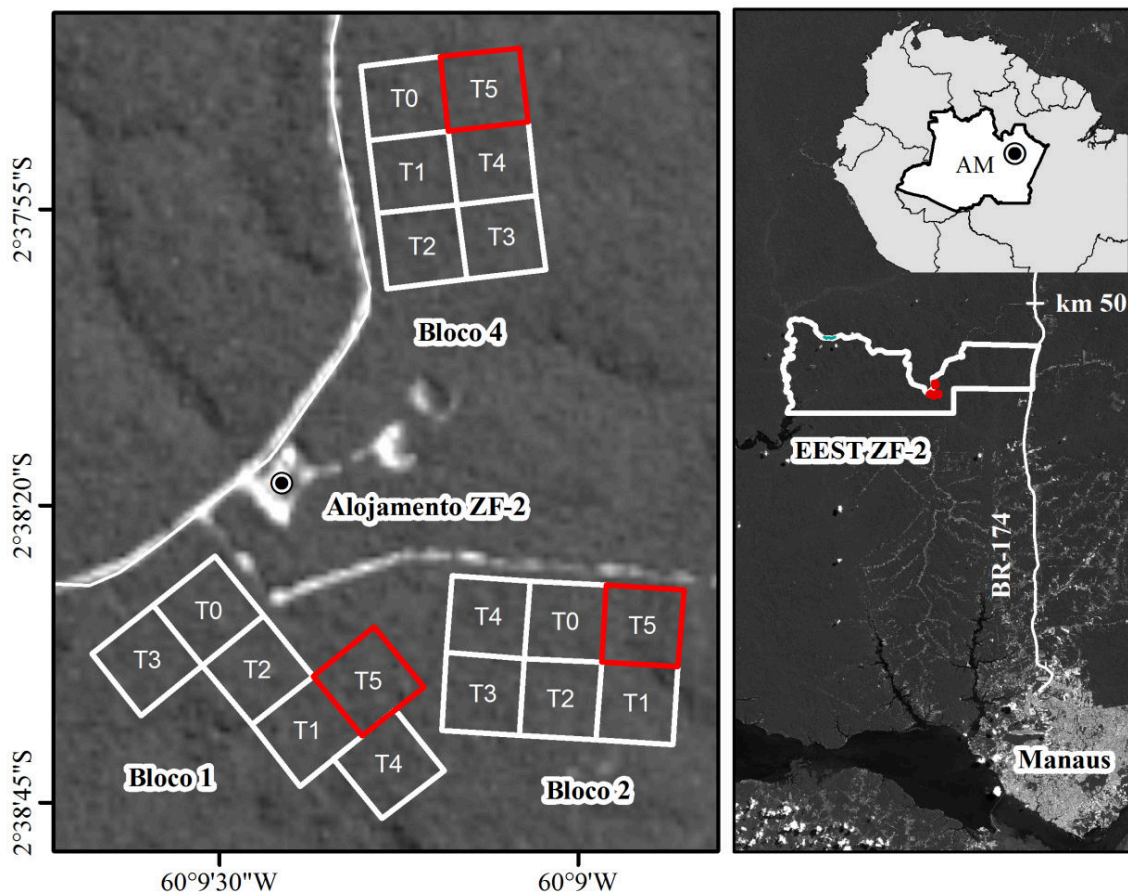 T0
T5
T1
T4
T2
T3
Bloco 4
Alojamento ZF-2
T0
T3
T2
T5
T1
T4
Bloco 1
T4
T0
T5
T3
T2
T1
Bloco 2
2°37'55"S
2°38'20"S
2°38'45"S
60°9'30"W
60°9'W
AM
km 50
EEST ZF-2
BR-174
Manaus